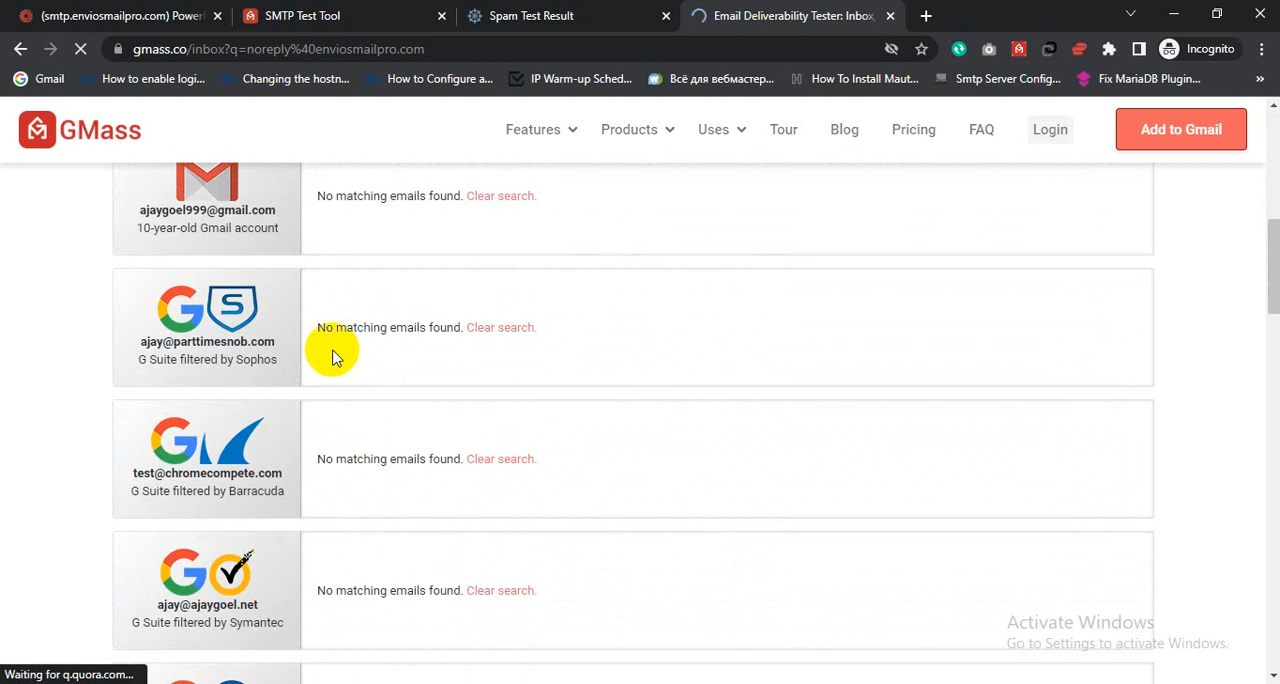 (smtp.enviosmailpro.com) Powerl
SMTP Test Tool
Spam Test Result
Email Deliverability Tester: Inbox,
gmass.co/inbox?q=noreply%40enviosmailpro.com
Incognito
Gmail
How to enable logi...
Changing the hostn...
How to Configure a...
IP Warm-up Sched...
Всё для вебмастер...
How To Install Maut...
Smtp Server Config...
Fix MariaDB Plugin...
»
GMass
Features
Products
Uses
Tour
Blog
Pricing
FAQ
Login
Add to Gmail
ajaygoel999@gmail.com
10-year-old Gmail account
No matching emails found. Clear search.
ajay@parttimesnob.com
G Suite filtered by Sophos
No matching emails found. Clear search.
test@chromecompete.com
G Suite filtered by Barracuda
No matching emails found. Clear search.
ajay@ajaygoel.net
G Suite filtered by Symantec
No matching emails found. Clear search.
Activate Windows
Go to Settings to activate Windows.
Waiting for q.quora.com...